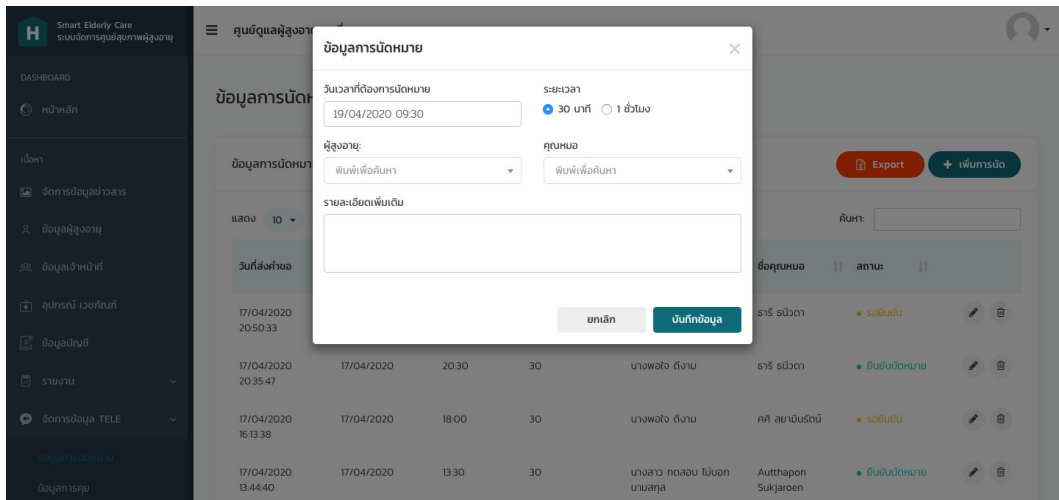 H
Smart Elderly Care
ระบบจัดการศูนย์สุขภาพผู้สูงอายุ
DASHBOARD
หน้าหลัก
เนื้อหา
จัดการข้อมูลข่าวสาร
ข้อมูลผู้สูงอายุ
ข้อมูลเจ้าหน้าที่
อุปกรณ์ เวชภัณฑ์
ข้อมูลบัญชี
รายงาน
จัดการข้อมูล TELE
ข้อมูลการนัดหมาย
ข้อมูลการคุย
ศูนย์ดูแลผู้สูงอายุ
ข้อมูลการนัดห
ข้อมูลการนัดหมา
Export
+ เพิ่มการนัด
แสดง 10
ค้นหา:
ข้อมูลการนัดหมาย
วันเวลาที่ต้องการนัดหมาย ระยะเวลา
19/04/2020 09:30 30 นาที 1 ชั่วโมง
ผู้สูงอายุ: คุณหมอ
พิมพ์เพื่อค้นหา พิมพ์เพื่อค้นหา
รายละเอียดเพิ่มเติม
ยกเลิก บันทึกข้อมูล
วันที่ส่งคำขอ ชื่อคุณหมอ สถานะ
17/04/2020 ธารี ธนีวดา รอยืนยัน
20:50:33
17/04/2020 17/04/2020 20:30 30 นางพอใจ ดีงาม ธารี ธนีวดา ยืนยันนัดหมาย
20:35:47
17/04/2020 17/04/2020 18:00 30 นางพอใจ ดีงาม ศศิ สยามินรัตน์ รอยืนยัน
16:13:38
17/04/2020 17/04/2020 13:30 30 นางสาว ทดสอบ ไม่บอก Autthapon ยืนยันนัดหมาย
13:44:40 นามสกุล Sukjaroen